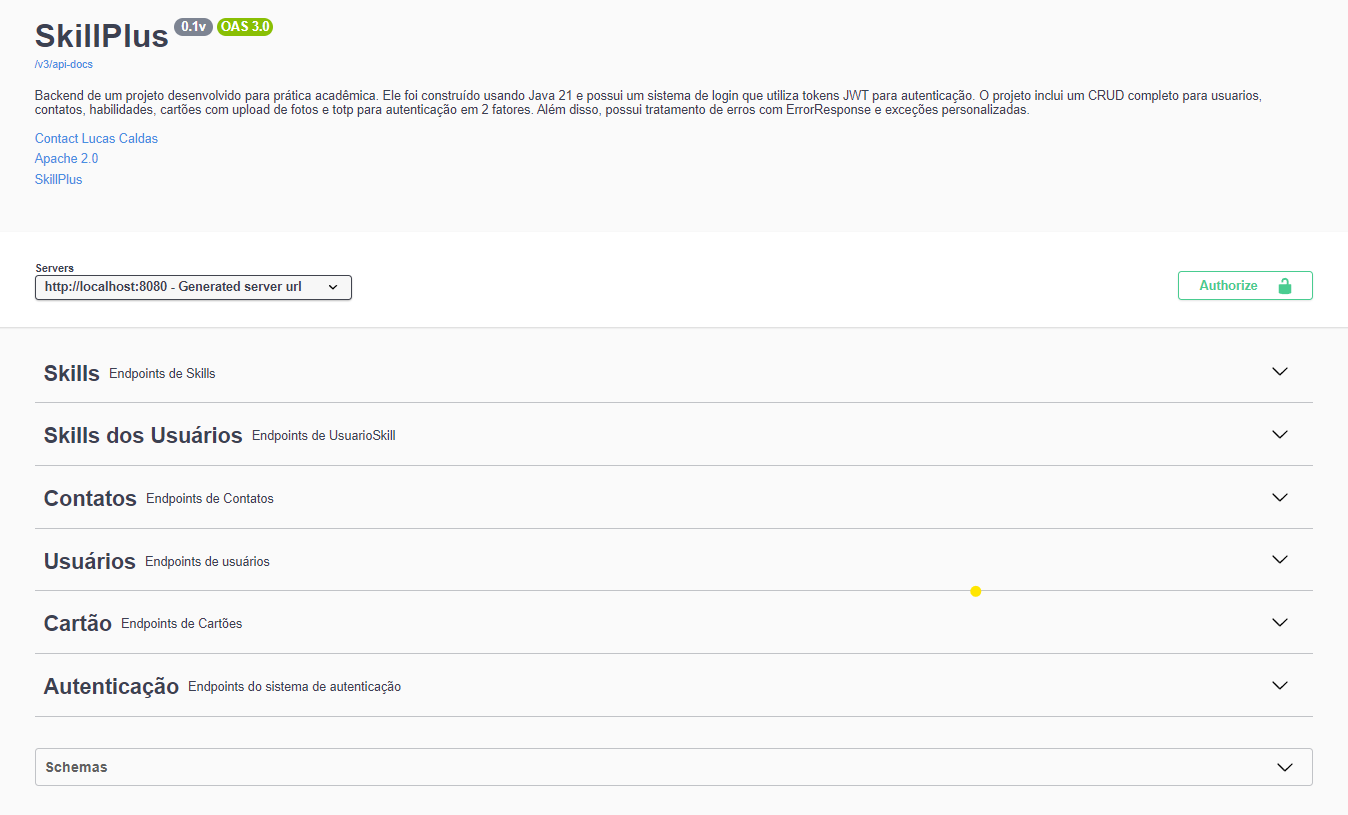 SkillPlus 0.1v OAS 3.0
/v3/api-docs
Backend de um projeto desenvolvido para prática acadêmica. Ele foi construído usando Java 21 e possui um sistema de login que utiliza tokens JWT para autenticação. O projeto inclui um CRUD completo para usuarios,
contatos, habilidades, cartões com upload de fotos e totp para autenticação em 2 fatores. Além disso, possui tratamento de erros com ErrorResponse e exceções personalizadas.
Contact Lucas Caldas
Apache 2.0
SkillPlus
Servers
http://localhost:8080 - Generated server url
Authorize
Skills Endpoints de Skills
Skills dos Usuários Endpoints de UsuarioSkill
Contatos Endpoints de Contatos
Usuários Endpoints de usuários
Cartão Endpoints de Cartões
Autenticação Endpoints do sistema de autenticação
Schemas